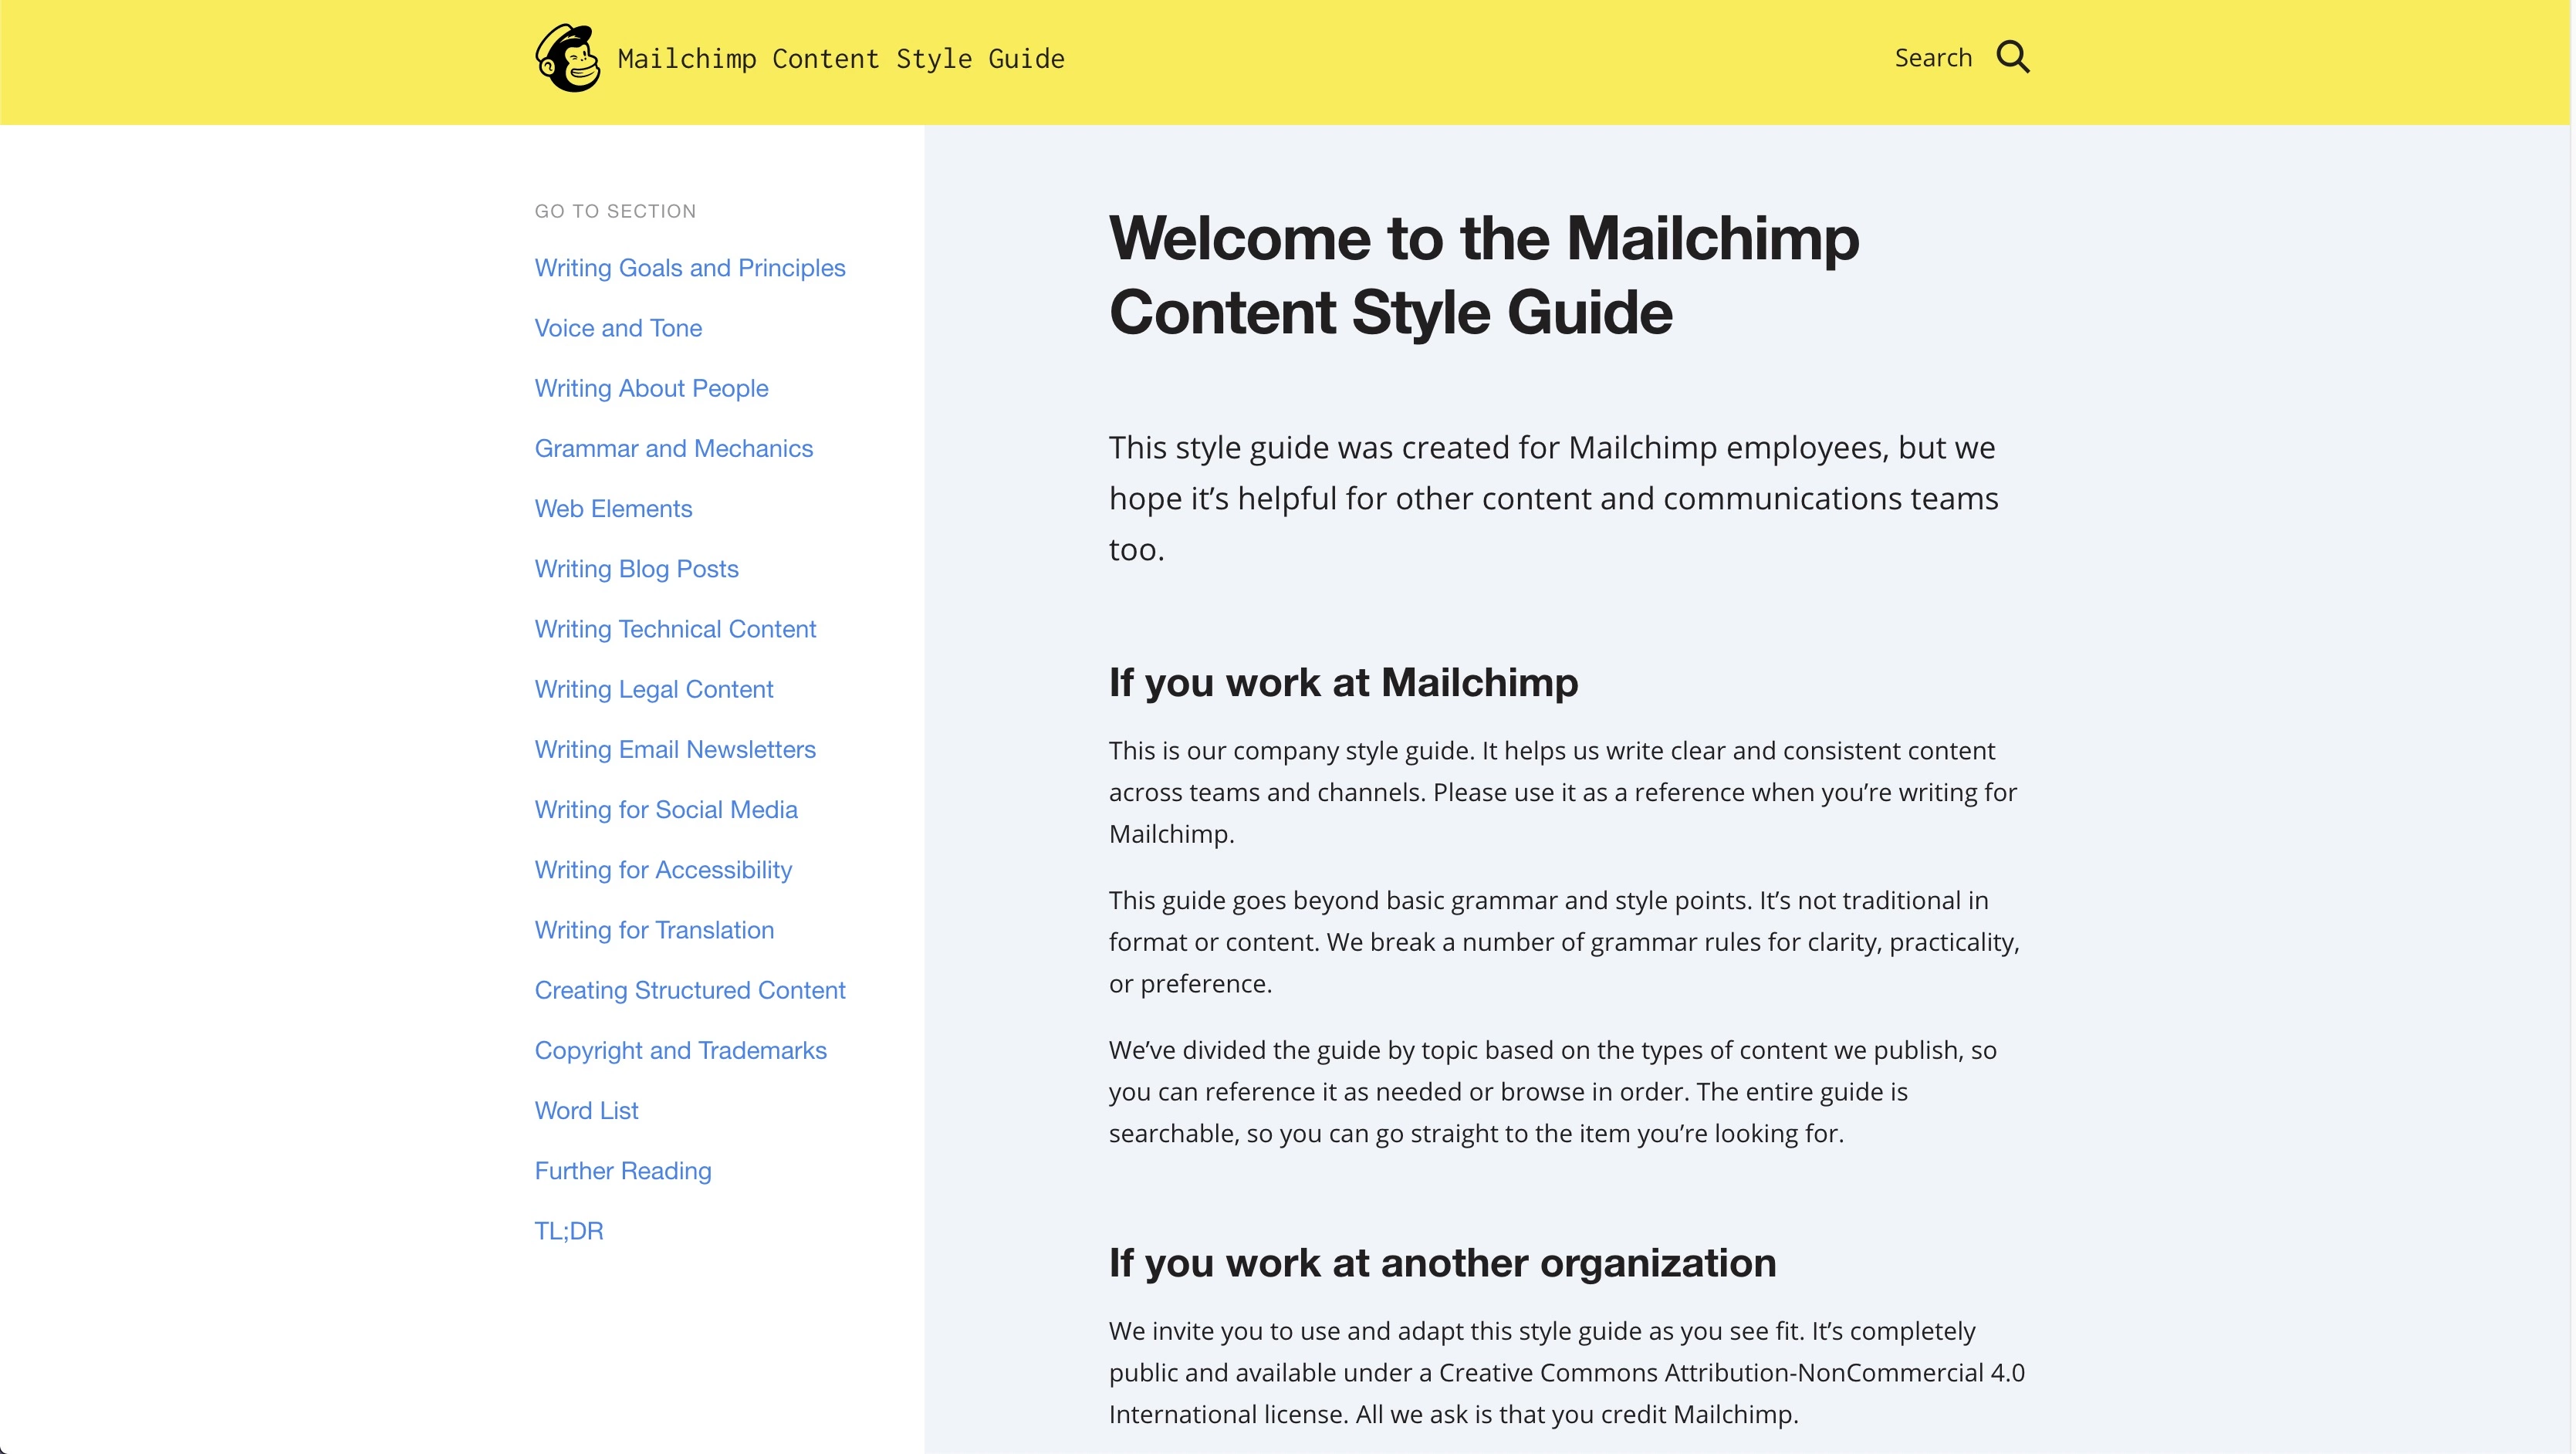 Mailchimp Content Style Guide
Search
GO TO SECTION
Writing Goals and Principles
Voice and Tone
Writing About People
Grammar and Mechanics
Web Elements
Writing Blog Posts
Writing Technical Content
Writing Legal Content
Writing Email Newsletters
Writing for Social Media
Writing for Accessibility
Writing for Translation
Creating Structured Content
Copyright and Trademarks
Word List
Further Reading
TL;DR
Welcome to the Mailchimp
Content Style Guide
This style guide was created for Mailchimp employees, but we
hope it’s helpful for other content and communications teams
too.
If you work at Mailchimp
This is our company style guide. It helps us write clear and consistent content
across teams and channels. Please use it as a reference when you’re writing for
Mailchimp.
This guide goes beyond basic grammar and style points. It’s not traditional in
format or content. We break a number of grammar rules for clarity, practicality,
or preference.
We’ve divided the guide by topic based on the types of content we publish, so
you can reference it as needed or browse in order. The entire guide is
searchable, so you can go straight to the item you’re looking for.
If you work at another organization
We invite you to use and adapt this style guide as you see fit. It’s completely
public and available under a Creative Commons Attribution-NonCommercial 4.0
International license. All we ask is that you credit Mailchimp.